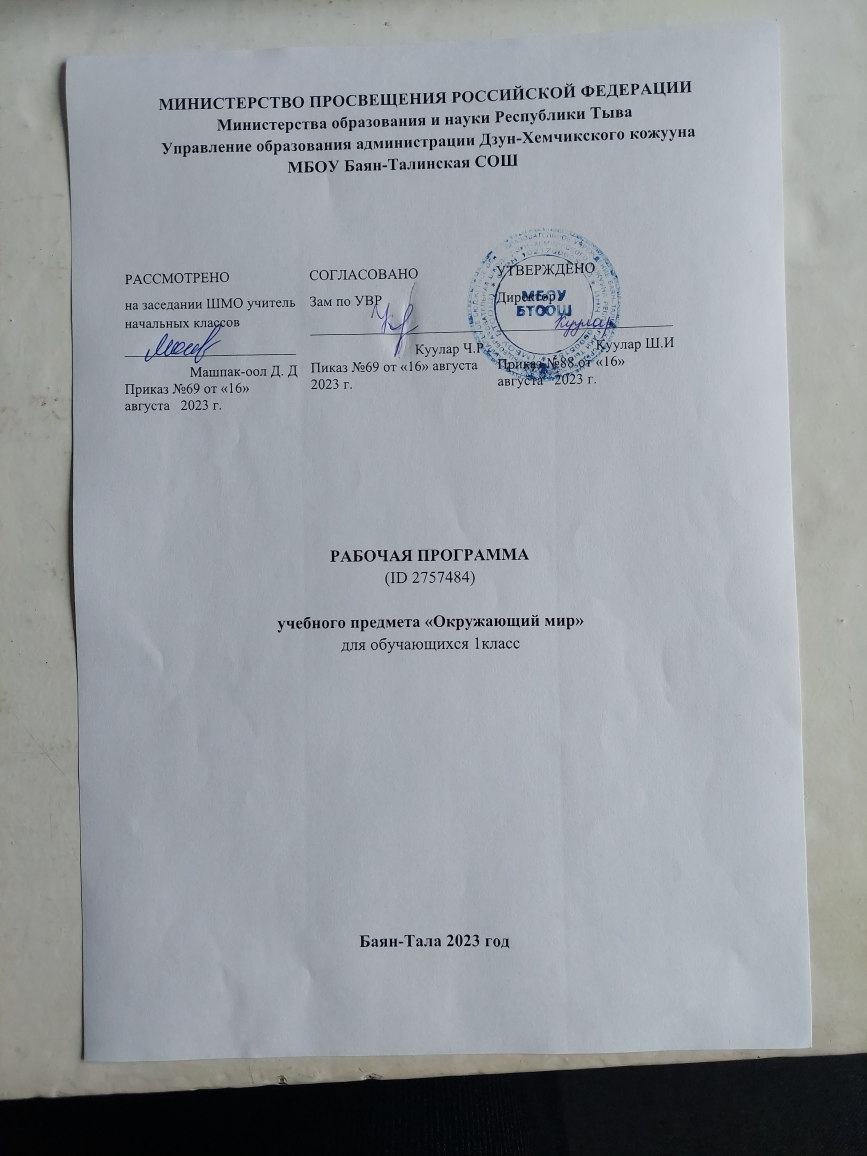 МИНИСТЕРСТВО ПРОСВЕЩЕНИЯ РОССИЙСКОЙ ФЕДЕРАЦИИ
Министерства образования и науки Республики Тыва
Управление образования администрации Дзун-Хемчикского кожууна
МБОУ Баян-Талинская СОШ
РАССМОТРЕНО
на заседании ШМО учитель
начальных классов
Машпак-оол Д. Д
Приказ №69 от «16»
августа 2023 г.
СОГЛАСОВАНО
Зам по УВР
Куулар Ч.Р
Пиказ №69 от «16» августа
2023 г.
УТВЕРЖДЕНО
Директор
МБОУ
БТООШ
Куулар
Куулар Ш.И
Приказ №88 от «16»
августа 2023 г.
РАБОЧАЯ ПРОГРАММА
(ID 2757484)
учебного предмета «Окружающий мир»
для обучающихся 1класс
Баян-Тала 2023 год